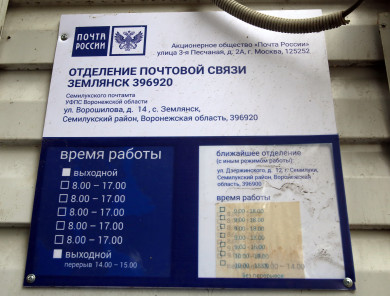 ПОЧТА
РОССИИ
Акционерное общество «Почта России»
улица 3-я Песчаная, д. 2А, г. Москва, 125252
ОТДЕЛЕНИЕ ПОЧТОВОЙ СВЯЗИ
ЗЕМЛЯНСК 396920
Семилукского почтамта
УФПС Воронежской области
ул. Ворошилова, д. 14, с. Землянск,
Семилукский район, Воронежская область, 396920
время работы
выходной
8.00 – 17.00
8.00 – 17.00
8.00 – 17.00
8.00 – 17.00
8.00 – 17.00
выходной
перерыв 14.00 – 15.00
ближайшее отделение
(с иным режимом работы):
ул. Дзержинского, д. 12, г. Семилуки,
Семилукский район, Воронежская
область, 396900
время работы